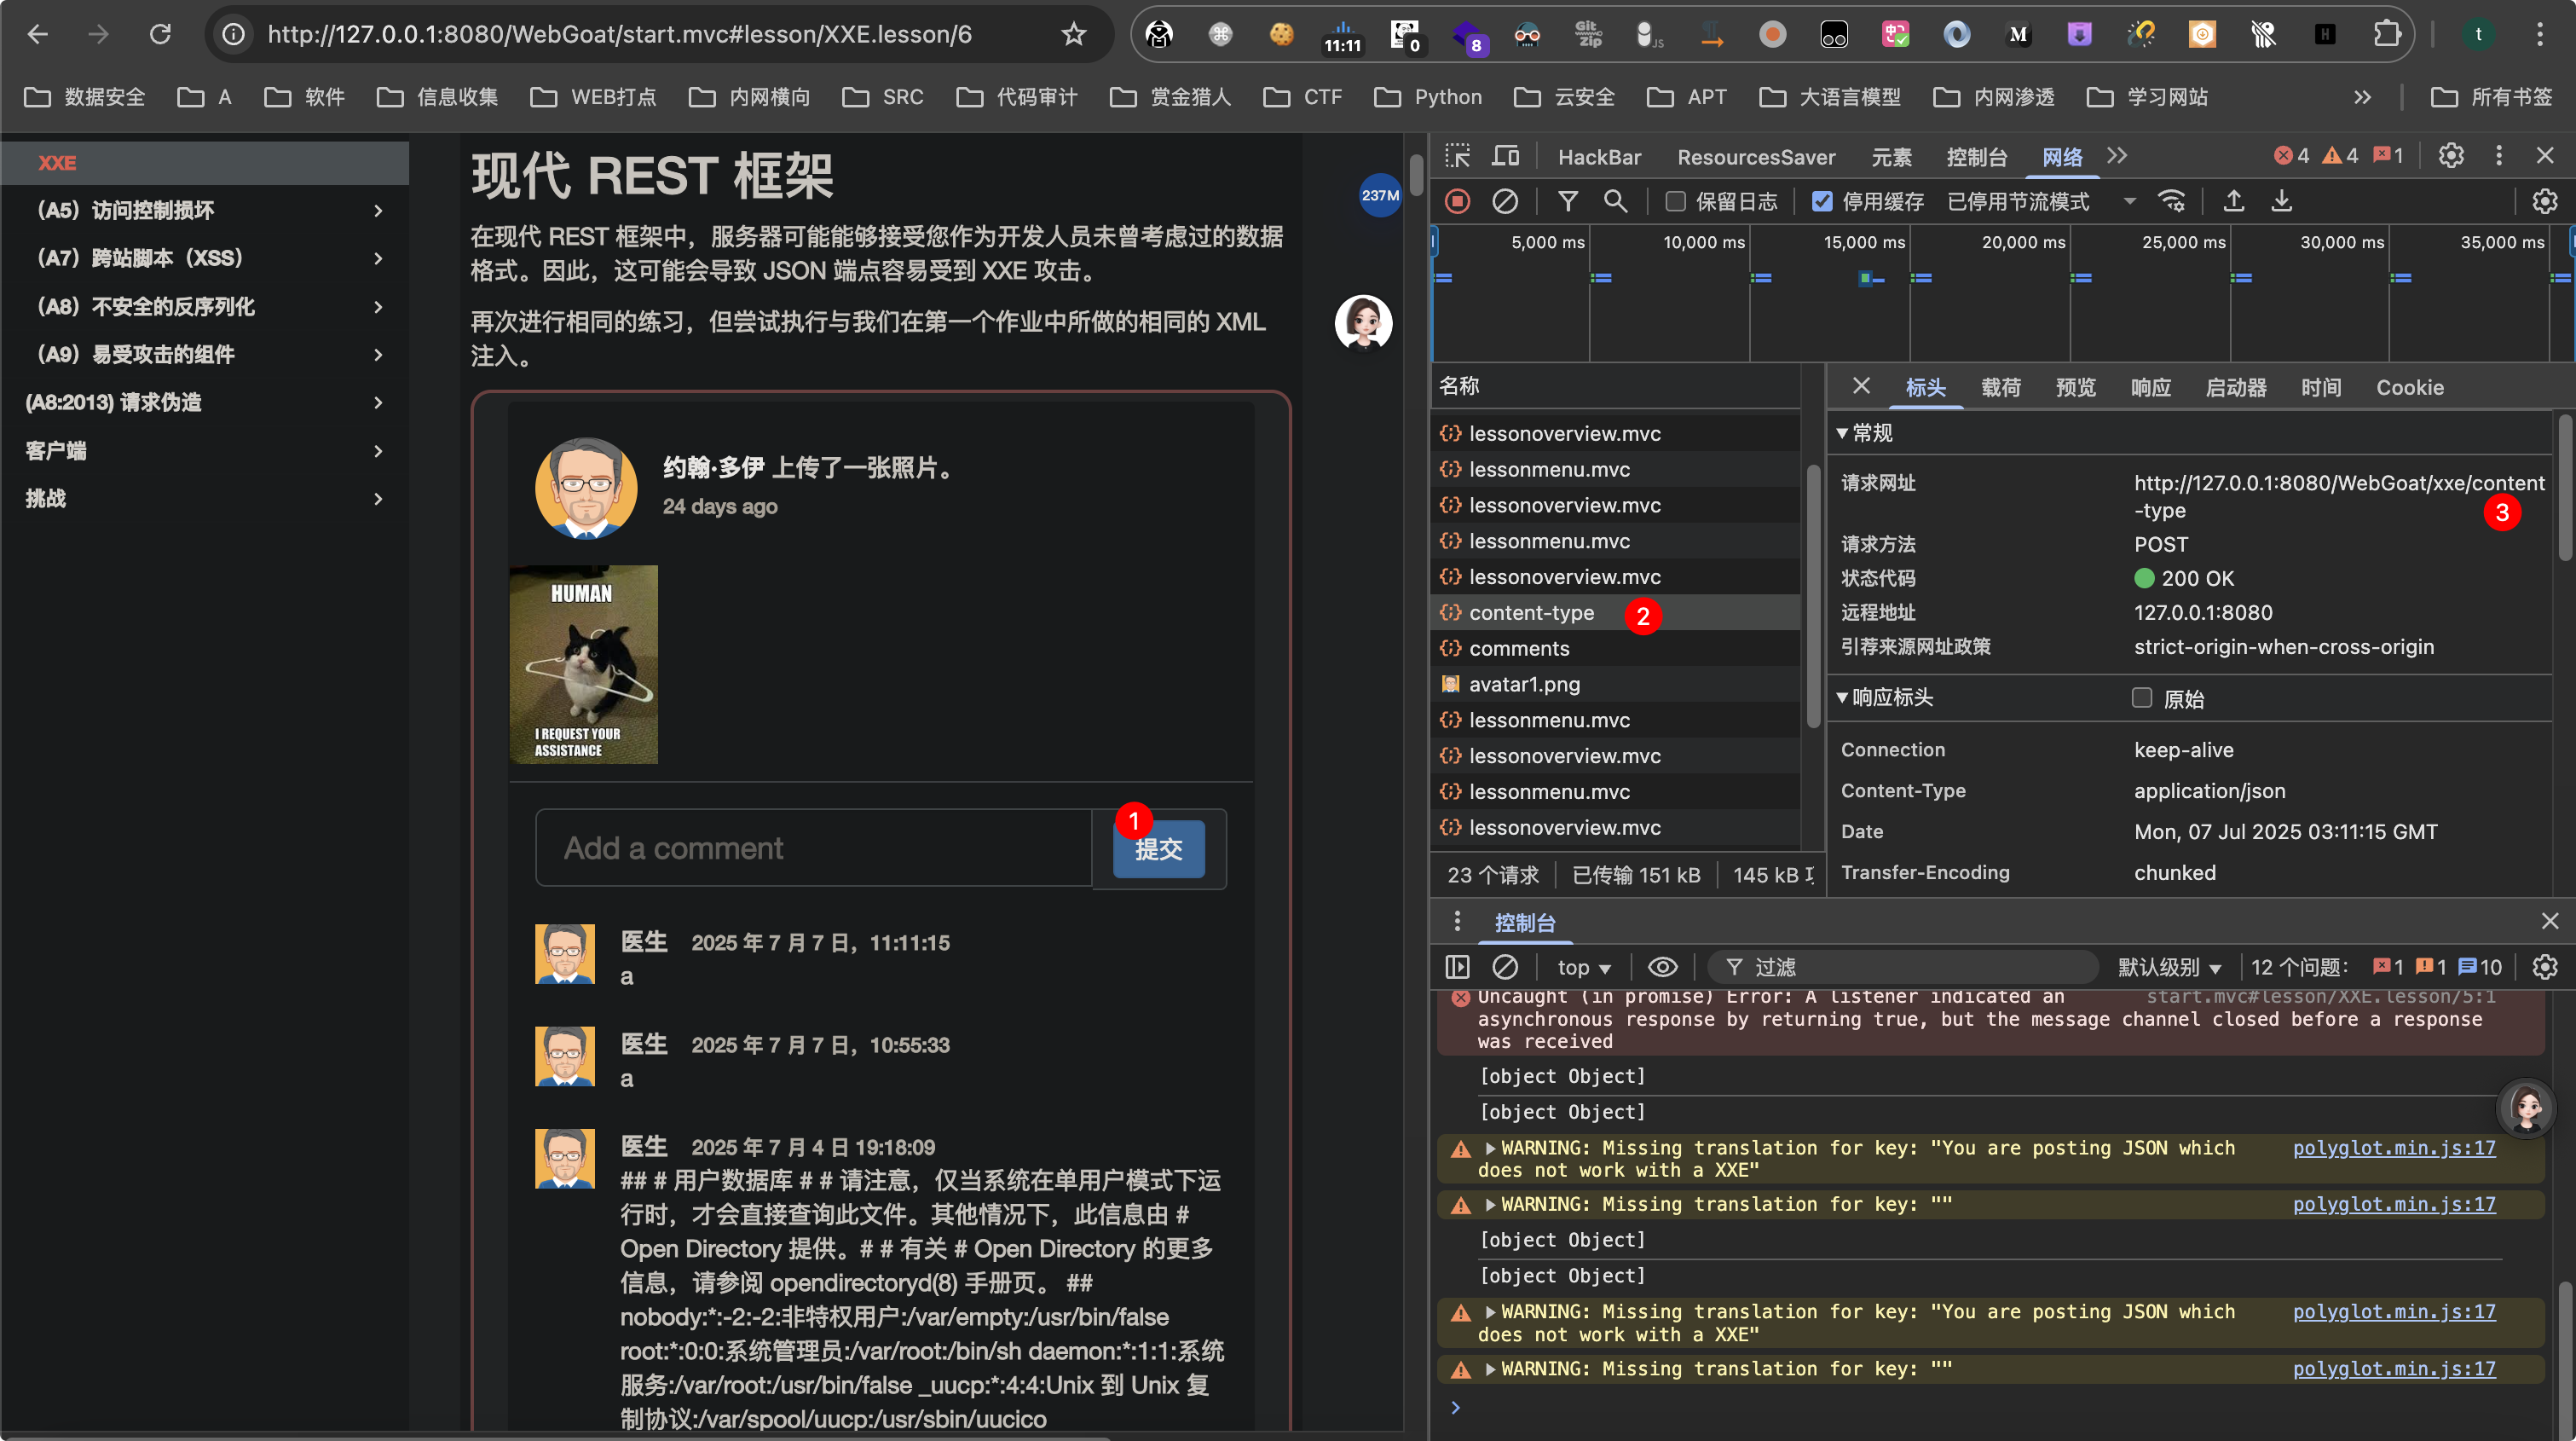 http://127.0.0.1:8080/WebGoat/start.mvc#lesson/XXE.lesson/6
11:11
0
8
Git
Zip
JS
M
H
t
数据安全
A
软件
信息收集
WEB打点
内网横向
SRC
代码审计
赏金猎人
CTF
Python
云安全
APT
大语言模型
内网渗透
学习网站
所有书签
XXE
（A5）访问控制损坏
（A7）跨站脚本（XSS）
（A8）不安全的反序列化
（A9）易受攻击的组件
(A8:2013) 请求伪造
客户端
挑战
现代 REST 框架
在现代 REST 框架中，服务器可能能够接受您作为开发人员未曾考虑过的数据
格式。因此，这可能会导致 JSON 端点容易受到 XXE 攻击。
再次进行相同的练习，但尝试执行与我们在第一个作业中所做的相同的 XML
注入。
237M
约翰·多伊 上传了一张照片。
24 days ago
HUMAN
I REQUEST YOUR
ASSISTANCE
Add a comment
1
提交
医生 2025 年 7 月 7 日，11:11:15
a
医生 2025 年 7 月 7 日，10:55:33
a
医生 2025 年 7 月 4 日 19:18:09
## # 用户数据库 # # 请注意，仅当系统在单用户模式下运
行时，才会直接查询此文件。其他情况下，此信息由 #
Open Directory 提供。# # 有关 # Open Directory 的更多
信息，请参阅 opendirectoryd(8) 手册页。 ##
nobody:*:-2:-2:非特权用户:/var/empty:/usr/bin/false
root:*:0:0:系统管理员:/var/root:/bin/sh daemon:*:1:1:系统
服务:/var/root:/usr/bin/false _uucp:*:4:4:Unix 到 Unix 复
制协议:/var/spool/uucp:/usr/sbin/uucico
HackBar
ResourcesSaver
元素
控制台
网络
4
4
1
保留日志
停用缓存
已停用节流模式
5,000 ms
10,000 ms
15,000 ms
20,000 ms
25,000 ms
30,000 ms
35,000 ms
名称
lessonoverview.mvc
lessonmenu.mvc
lessonoverview.mvc
lessonmenu.mvc
lessonoverview.mvc
content-type
2
comments
avatar1.png
lessonmenu.mvc
lessonoverview.mvc
lessonmenu.mvc
lessonoverview.mvc
23 个请求
已传输 151 kB
145 kB
标头
载荷
预览
响应
启动器
时间
Cookie
常规
请求网址 http://127.0.0.1:8080/WebGoat/xxe/content
-type
3
请求方法 POST
状态代码 200 OK
远程地址 127.0.0.1:8080
引荐来源网址政策 strict-origin-when-cross-origin
响应标头
原始
Connection keep-alive
Content-Type application/json
Date Mon, 07 Jul 2025 03:11:15 GMT
Transfer-Encoding chunked
控制台
top
过滤
默认级别
12 个问题：
1
1
10
Uncaught (in promise) Error: A listener indicated an start.mvc#lesson/XXE.lesson/5:1
asynchronous response by returning true, but the message channel closed before a response
was received
[object Object]
[object Object]
WARNING: Missing translation for key: "You are posting JSON which polyglot.min.js:17
does not work with a XXE"
WARNING: Missing translation for key: "" polyglot.min.js:17
[object Object]
[object Object]
WARNING: Missing translation for key: "You are posting JSON which polyglot.min.js:17
does not work with a XXE"
WARNING: Missing translation for key: "" polyglot.min.js:17